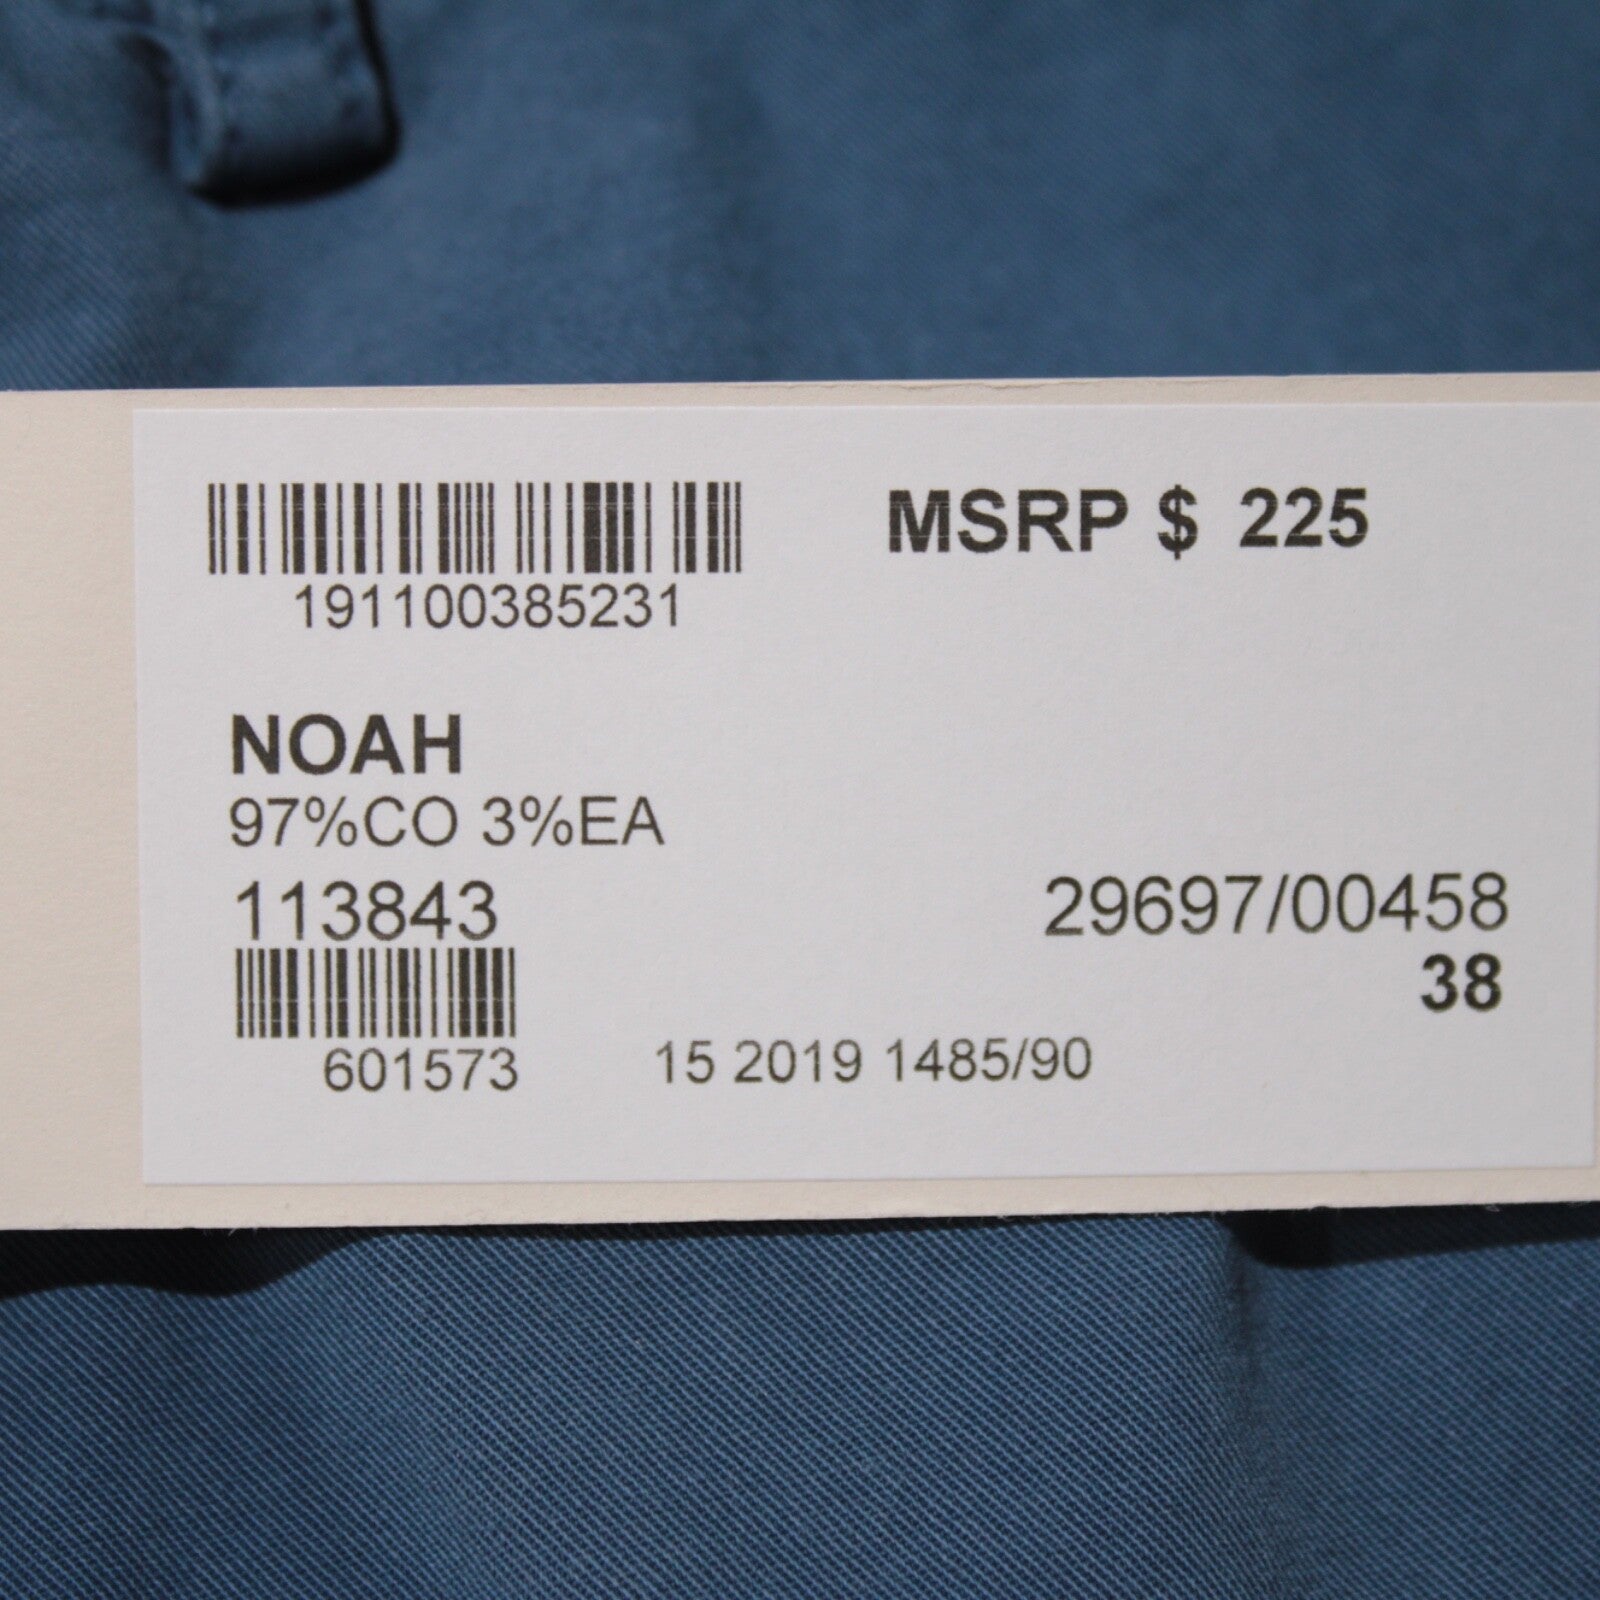 MSRP $ 225
191100385231
NOAH
97%CO 3%EA
113843
29697/00458
38
601573
15 2019 1485/90